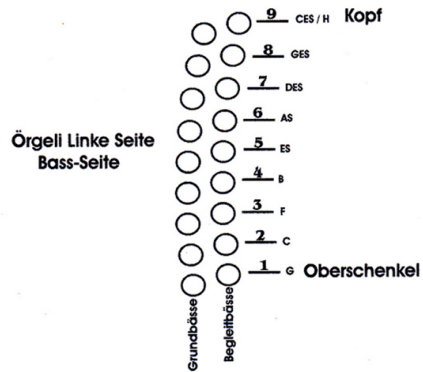 9 CES / H Kopf
8 GES
7 DES
6 AS
Örgeli Linke Seite
Bass-Seite
5 ES
4 B
3 F
2 C
1 G Oberschenkel
Grundbässe
Begleitbässe